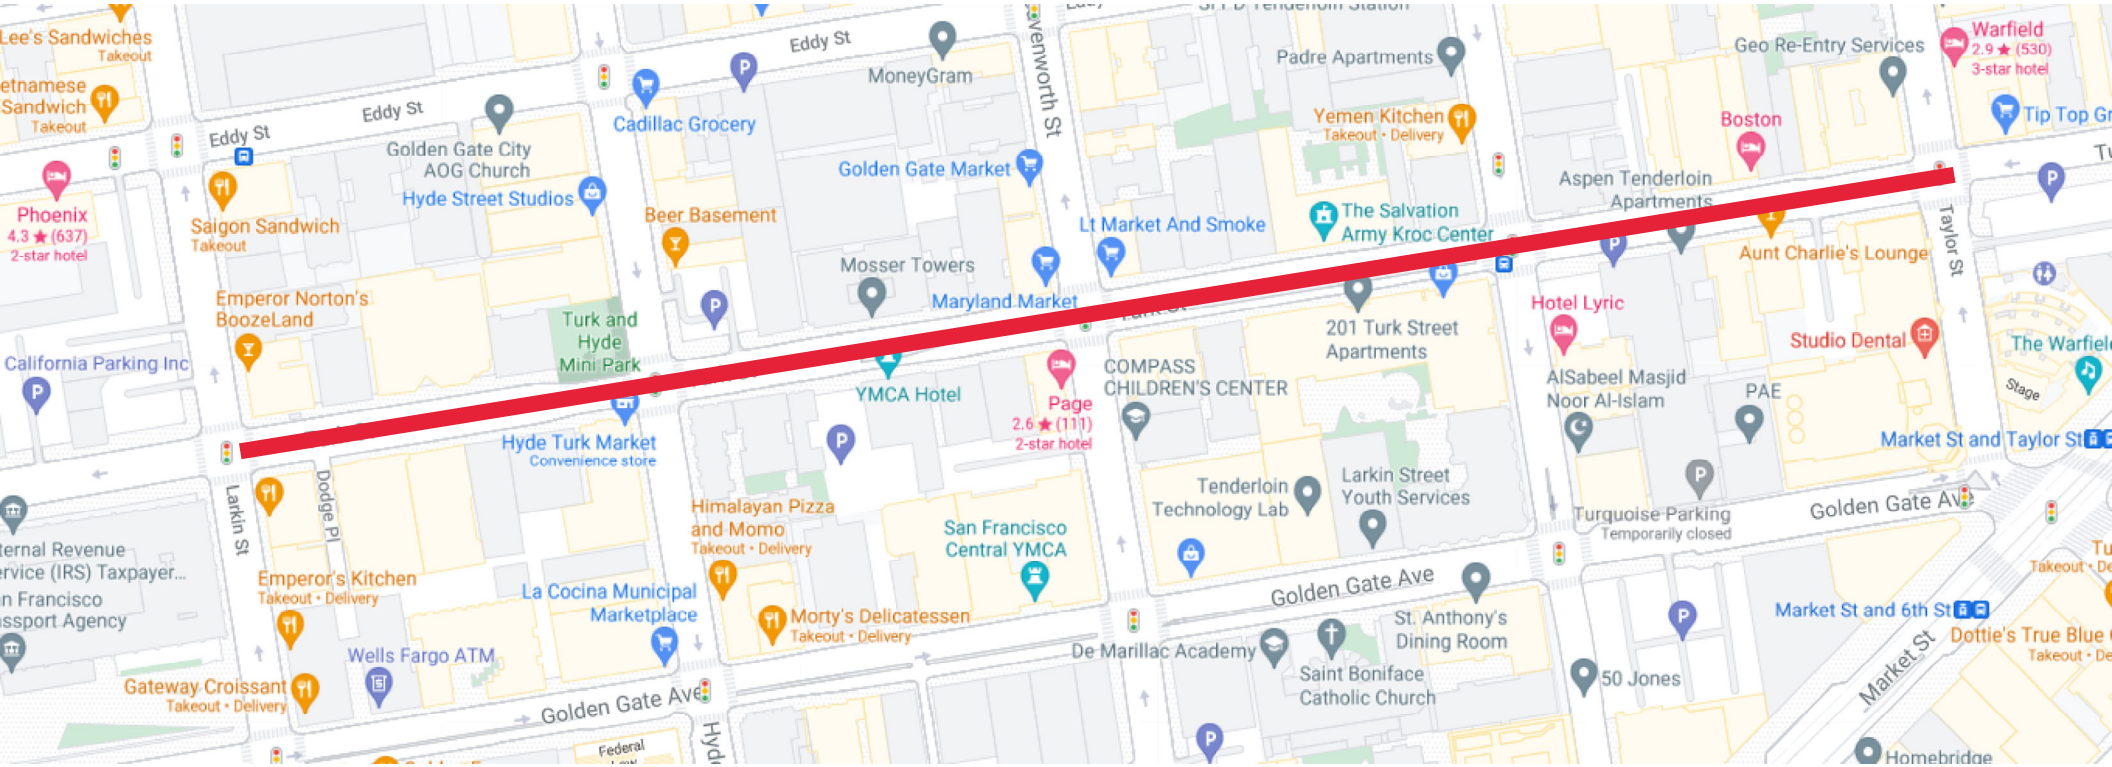 Lee's Sandwiches
Takeout
etnamese
Sandwich
Takeout
Phoenix
4.3 ★ (637)
2-star hotel
Eddy St
Eddy St
Eddy St
Golden Gate City
AOG Church
Hyde Street Studios
Saigon Sandwich
Takeout
Cadillac Grocery
MoneyGram
Golden Gate Market
Beer Basement
Mosser Towers
Maryland Market
venworth St
Lt Market And Smoke
Padre Apartments
Yemen Kitchen
Takeout • Delivery
The Salvation
Army Kroc Center
Geo Re-Entry Services
Warfield
2.9 ★ (530)
3-star hotel
Boston
Tip Top Gr
Aspen Tenderloin
Apartments
Aunt Charlie's Lounge
Taylor St
Emperor Norton's
BoozeLand
California Parking Inc
Turk and
Hyde
Mini Park
Hyde Turk Market
Convenience store
YMCA Hotel
Page
2.6 ★ (111)
2-star hotel
COMPASS
CHILDREN'S CENTER
201 Turk Street
Apartments
Hotel Lyric
Studio Dental
The Warfield
Stage
AlSabeel Masjid
Noor Al-Islam
PAE
Market St and Taylor St
Larkin St
Dodge Pl
ternal Revenue
ervice (IRS) Taxpayer...
n Francisco
assport Agency
Emperor's Kitchen
Takeout • Delivery
Gateway Croissant
Takeout • Delivery
Wells Fargo ATM
La Cocina Municipal
Marketplace
Himalayan Pizza
and Momo
Takeout • Delivery
Morty's Delicatessen
Takeout • Delivery
San Francisco
Central YMCA
Tenderloin
Technology Lab
Larkin Street
Youth Services
Turquoise Parking
Temporarily closed
Golden Gate Ave
Golden Gate Ave
Golden Gate Ave
De Marillac Academy
Saint Boniface
Catholic Church
St. Anthony's
Dining Room
50 Jones
Market St and 6th St
Market St
Dottie's True Blue
Takeout • De
Takeout • De
Hyde
Federal
Homebridge